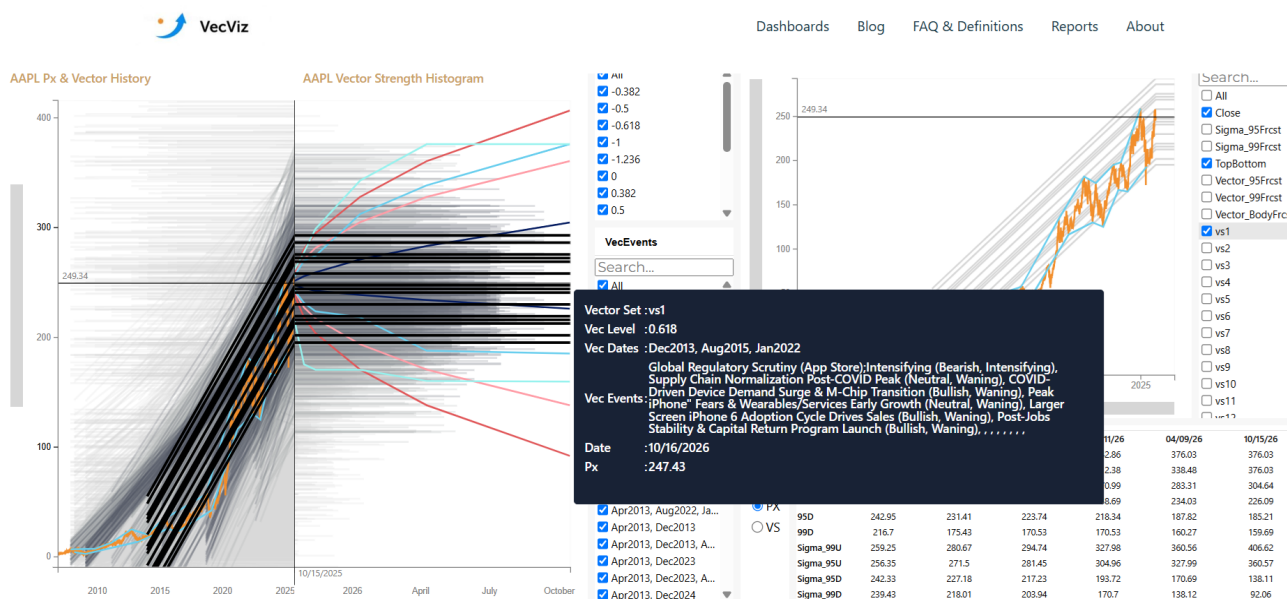 VecViz
Dashboards Blog FAQ & Definitions Reports About
AAPL Px & Vector History
AAPL Vector Strength Histogram
400
300
200
100
0
249.34
2010 2015 2020 2025
10/15/2025
2026 April July October
All
-0.382
-0.5
-0.618
-1
-1.236
0
0.382
0.5
VecEvents
Search...
All
Vector Set :vs1
Vec Level :0.618
Vec Dates :Dec2013, Aug2015, Jan2022
Vec Events:
Global Regulatory Scrutiny (App Store);Intensifying (Bearish, Intensifying),
Supply Chain Normalization Post-COVID Peak (Neutral, Waning), COVID-
Driven Device Demand Surge & M-Chip Transition (Bullish, Waning), Peak
iPhone" Fears & Wearables/Services Early Growth (Neutral, Waning), Larger
Screen iPhone 6 Adoption Cycle Drives Sales (Bullish, Waning), Post-Jobs
Stability & Capital Return Program Launch (Bullish, Waning), , , , , , , ,
Date :10/16/2026
Px :247.43
Apr2013, Aug2022, Ja...
Apr2013, Dec2013
Apr2013, Dec2013, A...
Apr2013, Dec2023
Apr2013, Dec2023, A...
Apr2013, Dec2024
PX
VS
250
200
150
100
249.34
2025
Search...
All
Close
Sigma_95Frcst
Sigma_99Frcst
TopBottom
Vector_95Frcst
Vector_99Frcst
Vector_BodyFrcs
vs1
vs2
vs3
vs4
vs5
vs6
vs7
vs8
vs9
vs10
vs11
vs12
11/26 04/09/26 10/15/26
2.86 376.03 376.03
2.38 338.48 376.03
0.99 283.31 304.64
8.69 234.03 226.09
95D 242.95 231.41 223.74 218.34 187.82 185.21
99D 216.7 175.43 170.53 170.53 160.27 159.69
Sigma_99U 259.25 280.67 294.74 327.98 360.56 406.62
Sigma_95U 256.35 271.5 281.45 304.96 327.99 360.57
Sigma_95D 242.33 227.18 217.23 193.72 170.69 138.11
Sigma_99D 239.43 218.01 203.94 170.7 138.12 92.06